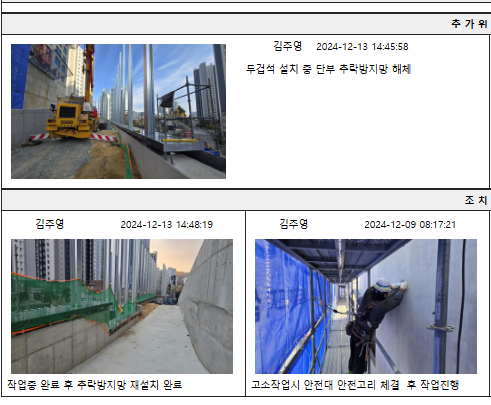 추 가 위
김주영 2024-12-13 14:45:58
두겁석 설치 중 단부 추락방지망 해체
조 치
김주영 2024-12-13 14:48:19
김주영 2024-12-09 08:17:21
작업중 완료 후 추락방지망 재설치 완료
고소작업시 안전대 안전고리 체결 후 작업진행